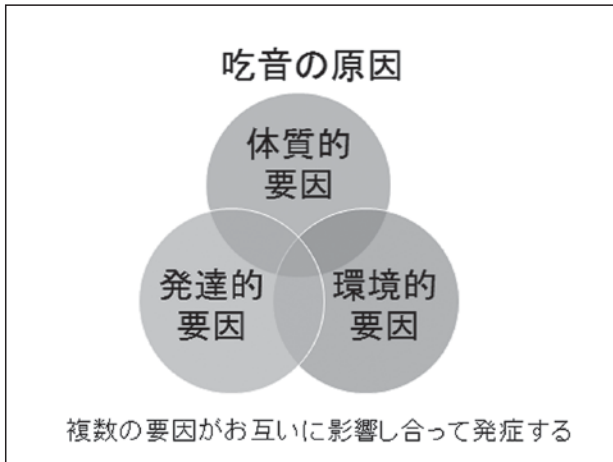 吃音の原因
体質的
要因
発達的
要因
環境的
要因
複数の要因がお互いに影響し合って発症する